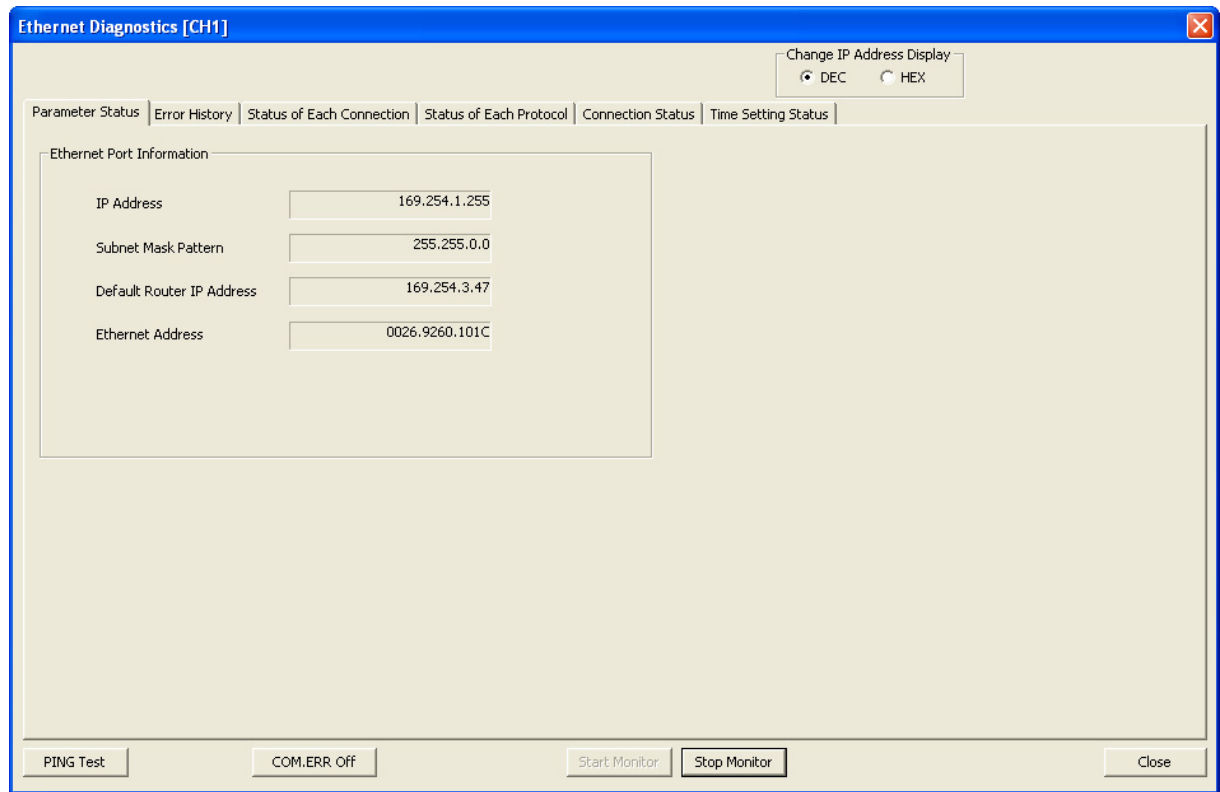 Ethernet Diagnostics [CH1]
Change IP Address Display
DEC HEX
Parameter Status Error History Status of Each Connection Status of Each Protocol Connection Status Time Setting Status
Ethernet Port Information
IP Address 169.254.1.255
Subnet Mask Pattern 255.255.0.0
Default Router IP Address 169.254.3.47
Ethernet Address 0026.9260.101C
PING Test COM.ERR Off Start Monitor Stop Monitor Close